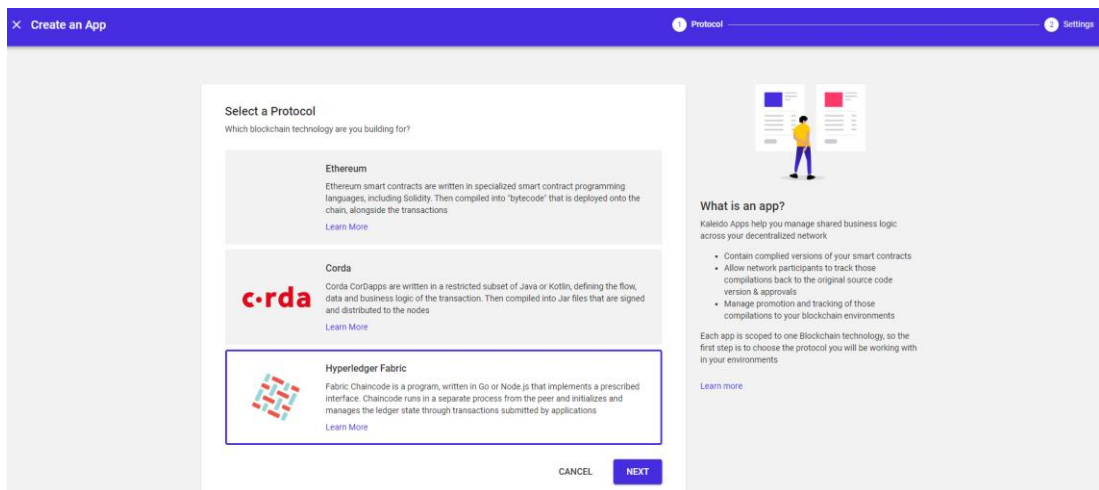 × Create an App
1 Protocol
2 Settings
Select a Protocol
Which blockchain technology are you building for?
Ethereum
Ethereum smart contracts are written in specialized smart contract programming
languages, including Solidity. Then compiled into "bytecode" that is deployed onto the
chain, alongside the transactions
Learn More
c·rda
Corda
Corda CorDapps are written in a restricted subset of Java or Kotlin, defining the flow,
data and business logic of the transaction. Then compiled into Jar files that are signed
and distributed to the nodes
Learn More
Hyperledger Fabric
Fabric Chaincode is a program, written in Go or Node.js that implements a prescribed
interface. Chaincode runs in a separate process from the peer and initializes and
manages the ledger state through transactions submitted by applications
Learn More
CANCEL
NEXT
What is an app?
Kaleido Apps help you manage shared business logic
across your decentralized network
• Contain complied versions of your smart contracts
• Allow network participants to track those
compilations back to the original source code
version & approvals
• Manage promotion and tracking of those
compilations to your blockchain environments
Each app is scoped to one Blockchain technology, so the
first step is to choose the protocol you will be working with
in your environments
Learn more